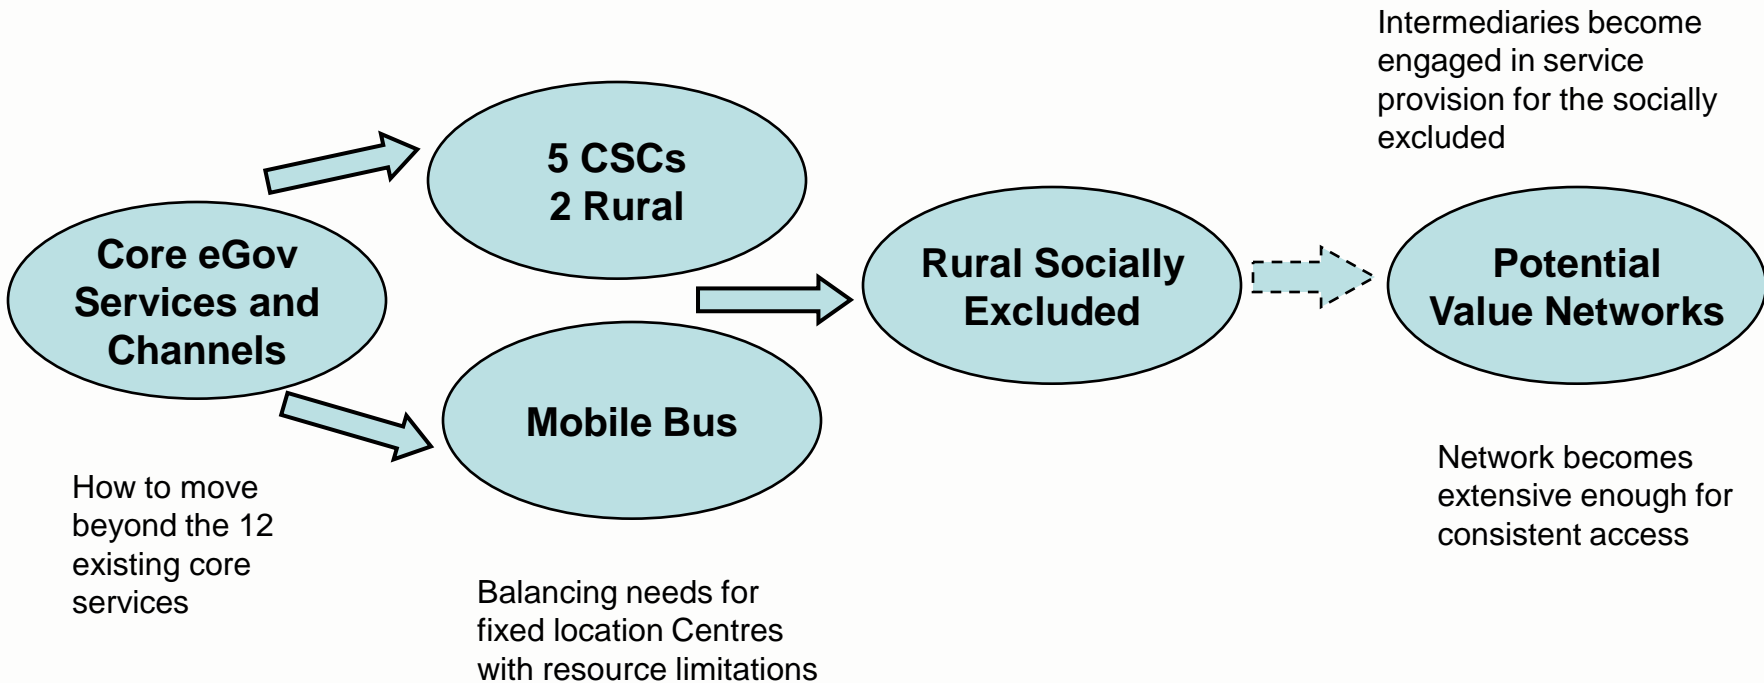 Intermediaries become
engaged in service
provision for the socially
excluded
5 CSCs
2 Rural
Core eGov
Services and
Channels
Rural Socially
Excluded
Potential
Value Networks
Mobile Bus
How to move
beyond the 12
existing core
services
Network becomes
extensive enough for
consistent access
Balancing needs for
fixed location Centres
with resource limitations